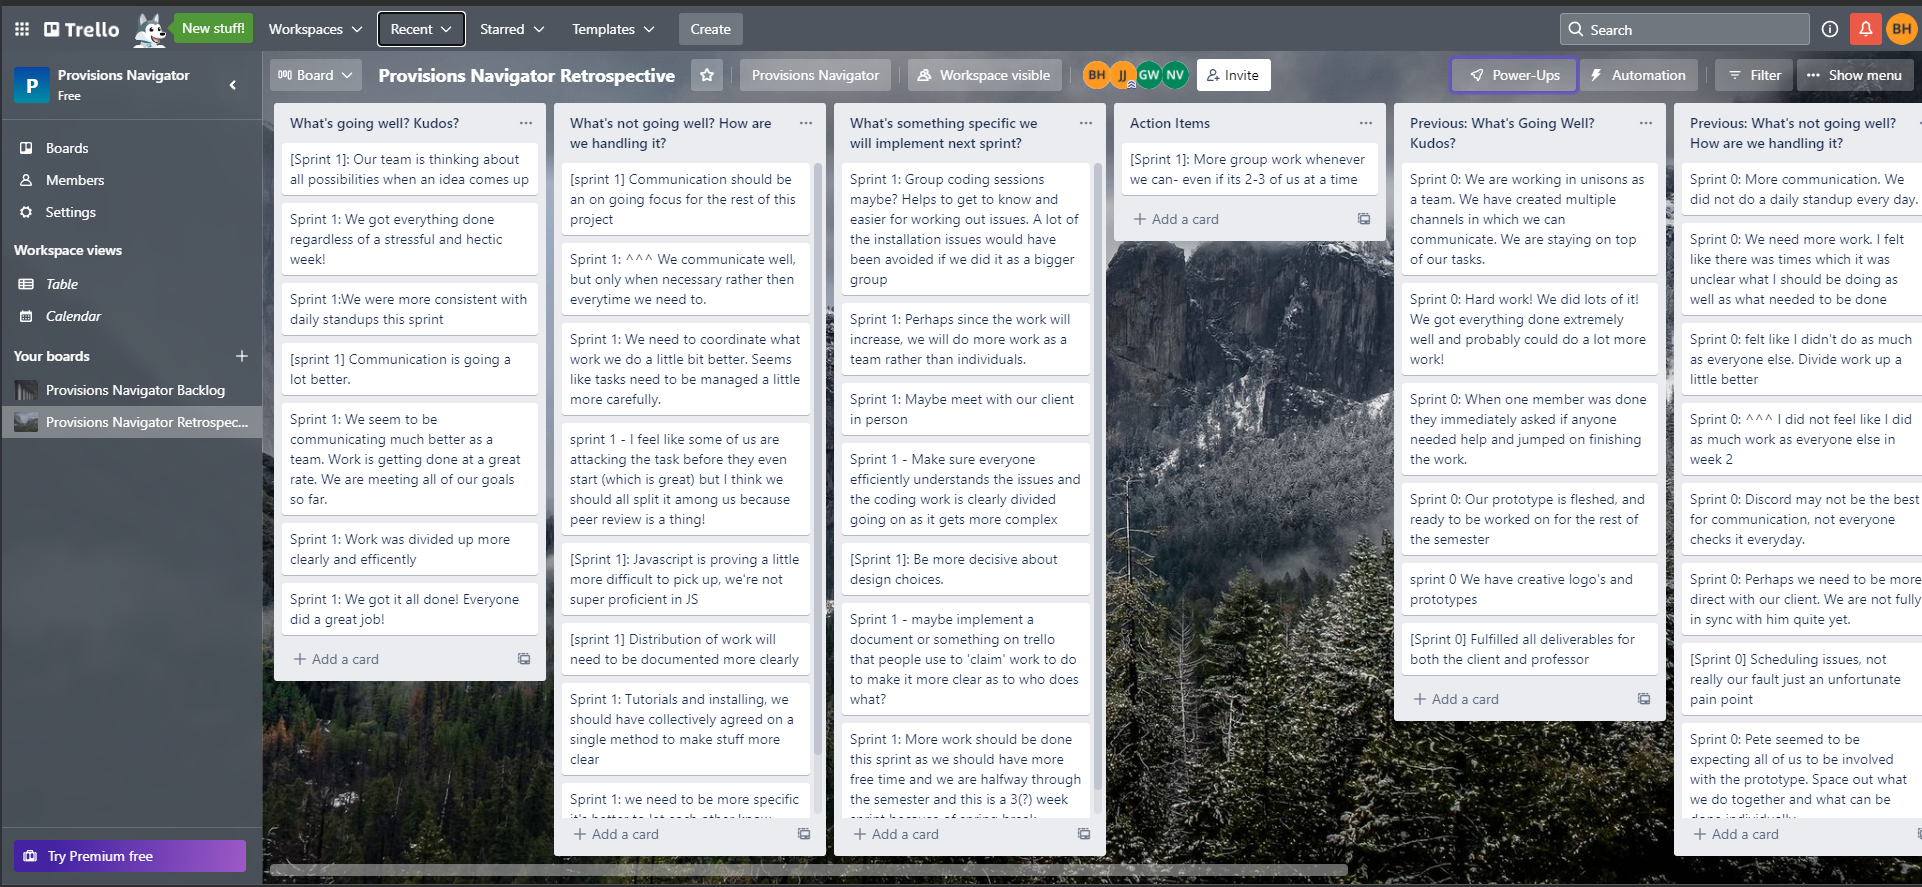 Trello
New stuff!
Workspaces
Recent
Starred
Templates
Create
Search
BH
P
Provisions Navigator
Free
Board
Provisions Navigator Retrospective
Provisions Navigator
Workspace visible
BH
JJ
GW
NV
Invite
Power-Ups
Automation
Filter
Show menu
Boards
Members
Settings
Workspace views
Table
Calendar
Your boards
Provisions Navigator Backlog
Provisions Navigator Retrospec...
Try Premium free
What's going well? Kudos?
[Sprint 1]: Our team is thinking about
all possibilities when an idea comes up
Sprint 1: We got everything done
regardless of a stressful and hectic
week!
Sprint 1:We were more consistent with
daily standups this sprint
[sprint 1] Communication is going a
lot better.
Sprint 1: We seem to be
communicating much better as a
team. Work is getting done at a great
rate. We are meeting all of our goals
so far.
Sprint 1: Work was divided up more
clearly and efficently
Sprint 1: We got it all done! Everyone
did a great job!
Add a card
What's not going well? How are
we handling it?
[sprint 1] Communication should be
an on going focus for the rest of this
project
Sprint 1: ^^^ We communicate well,
but only when necessary rather then
everytime we need to.
Sprint 1: We need to coordinate what
work we do a little bit better. Seems
like tasks need to be managed a little
more carefully.
sprint 1 - I feel like some of us are
attacking the task before they even
start (which is great) but I think we
should all split it among us because
peer review is a thing!
[Sprint 1]: Javascript is proving a little
more difficult to pick up, we're not
super proficient in JS
[sprint 1] Distribution of work will
need to be documented more clearly
Sprint 1: Tutorials and installing, we
should have collectively agreed on a
single method to make stuff more
clear
Sprint 1: we need to be more specific
it's better to let each other know
Add a card
What's something specific we
will implement next sprint?
Sprint 1: Group coding sessions
maybe? Helps to get to know and
easier for working out issues. A lot of
the installation issues would have
been avoided if we did it as a bigger
group
Sprint 1: Perhaps since the work will
increase, we will do more work as a
team rather than individuals.
Sprint 1: Maybe meet with our client
in person
Sprint 1 - Make sure everyone
efficiently understands the issues and
the coding work is clearly divided
going on as it gets more complex
[Sprint 1]: Be more decisive about
design choices.
Sprint 1 - maybe implement a
document or something on trello
that people use to 'claim' work to do
to make it more clear as to who does
what?
Sprint 1: More work should be done
this sprint as we should have more
free time and we are halfway through
the semester and this is a 3(?) week
sprint because of spring break
Add a card
Action Items
[Sprint 1]: More group work whenever
we can- even if its 2-3 of us at a time
Add a card
Previous: What's Going Well?
Kudos?
Sprint 0: We are working in unisons as
a team. We have created multiple
channels in which we can
communicate. We are staying on top
of our tasks.
Sprint 0: Hard work! We did lots of it!
We got everything done extremely
well and probably could do a lot more
work!
Sprint 0: When one member was done
they immediately asked if anyone
needed help and jumped on finishing
the work.
Sprint 0: Our prototype is fleshed, and
ready to be worked on for the rest of
the semester
sprint 0 We have creative logo's and
prototypes
[Sprint 0] Fulfilled all deliverables for
both the client and professor
Add a card
Previous: What's not going well?
How are we handling it?
Sprint 0: More communication. We
did not do a daily standup every day.
Sprint 0: We need more work. I felt
like there was times which it was
unclear what I should be doing as
well as what needed to be done
Sprint 0: felt like I didn't do as much
as everyone else. Divide work up a
little better
Sprint 0: ^^^ I did not feel like I did
as much work as everyone else in
week 2
Sprint 0: Discord may not be the best
for communication, not everyone
checks it everyday.
Sprint 0: Perhaps we need to be more
direct with our client. We are not fully
in sync with him quite yet.
[Sprint 0] Scheduling issues, not
really our fault just an unfortunate
pain point
Sprint 0: Pete seemed to be
expecting all of us to be involved
with the prototype. Space out what
we do together and what can be
done individually
Add a card